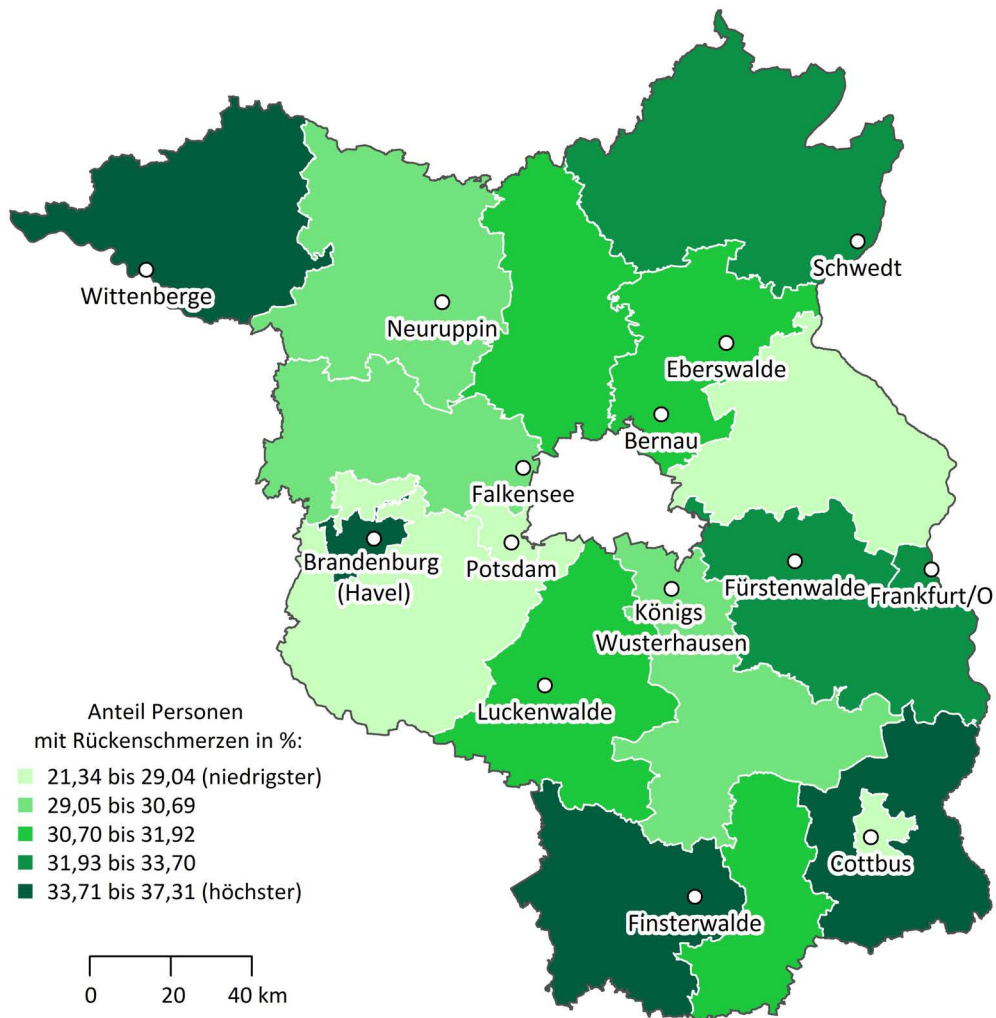 Schwedt
Wittenberge
Neuruppin
Eberswalde
Bernau
Falkensee
Brandenburg
(Havel)
Potsdam
Fürstenwalde
Frankfurt/O
Königs
Wusterhausen
Luckenwalde
Cottbus
Finsterwalde
Anteil Personen
mit Rückenschmerzen in %:
21,34 bis 29,04 (niedrigster)
29,05 bis 30,69
30,70 bis 31,92
31,93 bis 33,70
33,71 bis 37,31 (höchster)
0 20 40 km